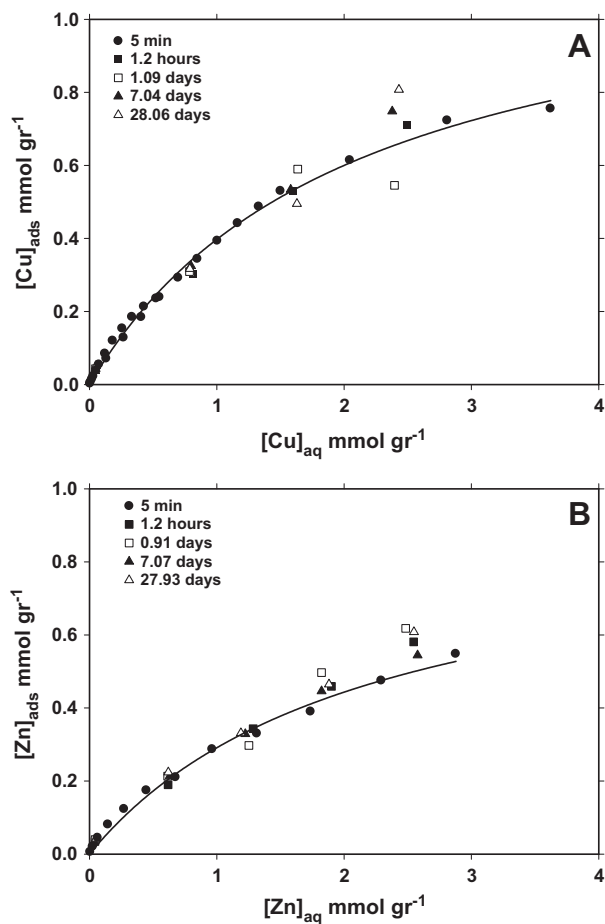 A
5 min
1.2 hours
1.09 days
7.04 days
28.06 days
1.0
0.8
0.6
0.4
0.2
0.0
[Cu]ads mmol gr-1
0 1 2 3 4
[Cu]aq mmol gr-1
B
5 min
1.2 hours
0.91 days
7.07 days
27.93 days
1.0
0.8
0.6
0.4
0.2
0.0
[Zn]ads mmol gr-1
0 1 2 3 4
[Zn]aq mmol gr-1